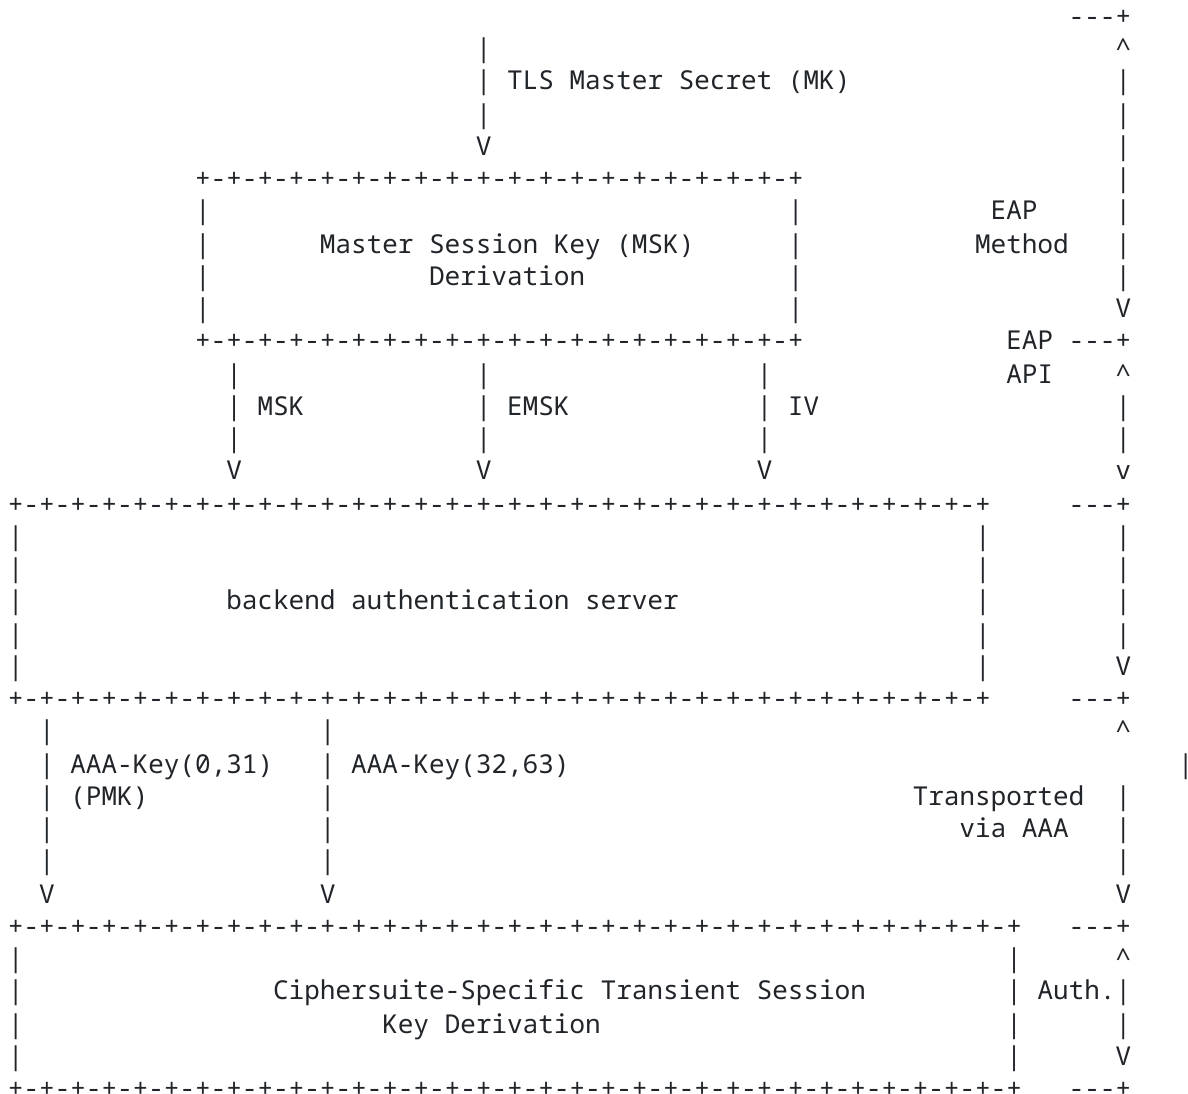 TLS Master Secret (MK)
EAP
Master Session Key (MSK) Method
Derivation
EAP
API
MSK EMSK IV
backend authentication server
AAA-Key(0,31) AAA-Key(32,63)
(PMK) Transported
via AAA
Ciphersuite-Specific Transient Session Auth.
Key Derivation